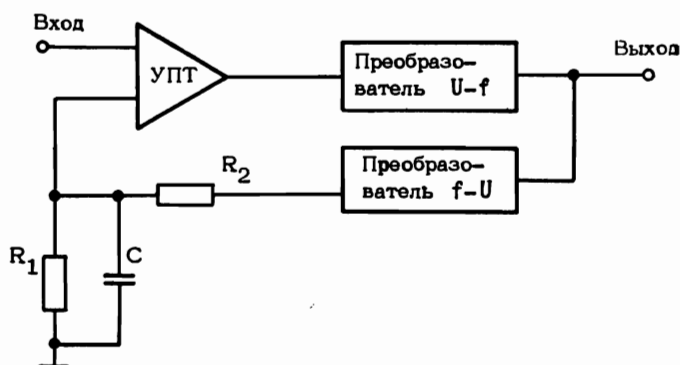 Вход
УПТ
Преобразо-
ватель U-f
Выход
Преобразо-
ватель f-U
R2
R1
C